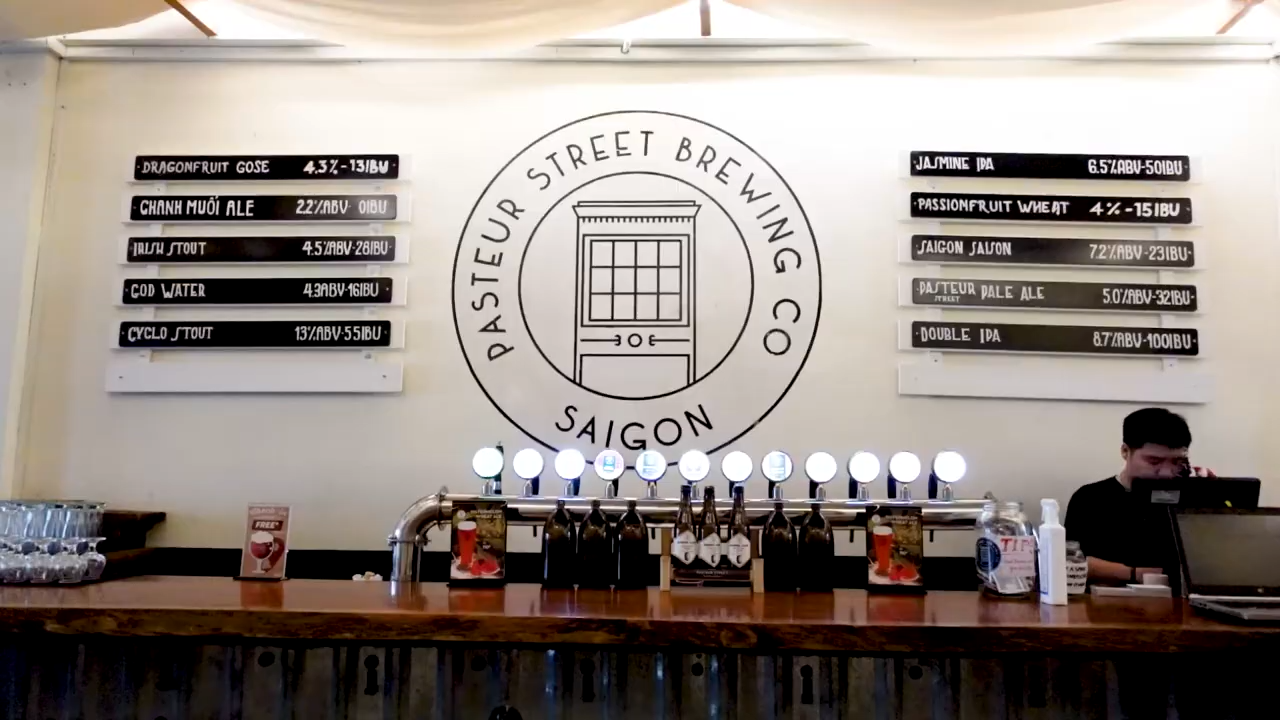 DRAGONFRUIT GOSE 4.3%-13IBU
CHANH MUỐI ALE 2.2%ABV 0IBU
IRISH STOUT 4.5%ABV-28IBU
GOD WATER 4.3ABV-16IBU
CYCLO STOUT 13%ABV-55IBU
PASTEUR STREET BREWING CO
SAIGON
JASMINE IPA 6.5%ABV-50IBU
PASSIONFRUIT WHEAT 4%-15IBU
SAIGON SAISON 7.2%ABV-23IBU
PASTEUR STREET PALE ALE 5.0%ABV-32IBU
DOUBLE IPA 8.7%ABV-100IBU
FREE*
TIPS